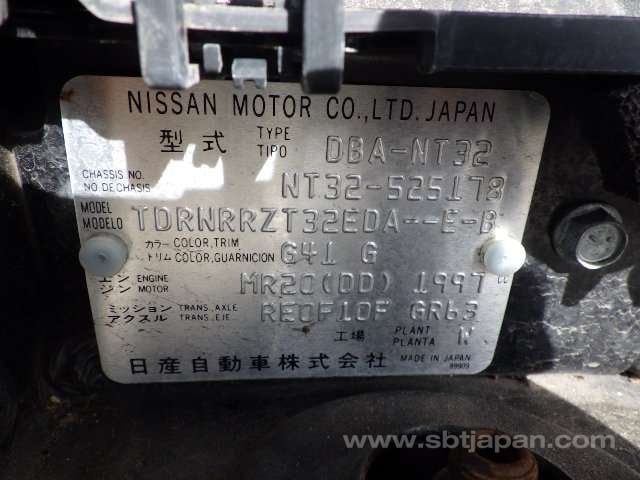 NISSAN MOTOR CO.,LTD. JAPAN
型式 TYPE TIPO DBA-NT32
CHASSIS NO. NO.DE CHASIS NT32-525178
MODEL MODELO TDRNRRZT32EDA--E-B
カラー COLOR,TRIM
トリム COLOR,GUARNICION G41 G
エンジン ENGINE MOTOR MR20(DD) 1997
ミッション TRANS., AXLE
アクスル TRANS.,EJE. RE0F10F GR63
工場 PLANT PLANTA N
日産自動車株式会社 MADE IN JAPAN
89909
www.sbtjapan.com